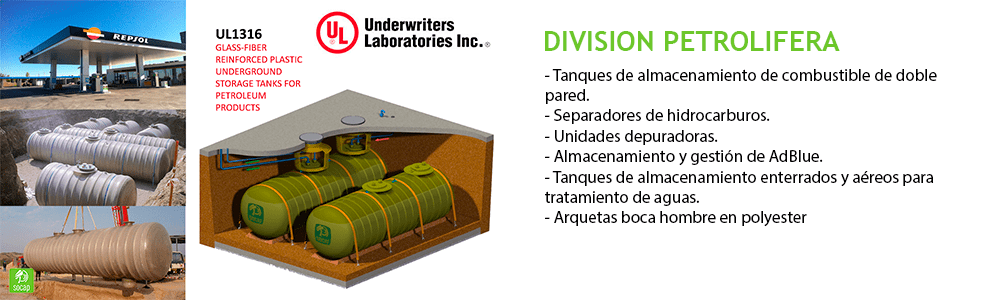 REPSOL
socap
UL1316
GLASS-FIBER
REINFORCED PLASTIC
UNDERGROUND
STORAGE TANKS FOR
PETROLEUM
PRODUCTS
UL
Underwriters
Laboratories Inc.®
DIVISION PETROLIFERA
- Tanques de almacenamiento de combustible de doble
pared.
- Separadores de hidrocarburos.
- Unidades depuradoras.
- Almacenamiento y gestión de AdBlue.
- Tanques de almacenamiento enterrados y aéreos para
tratamiento de aguas.
- Arquetas boca hombre en polyester